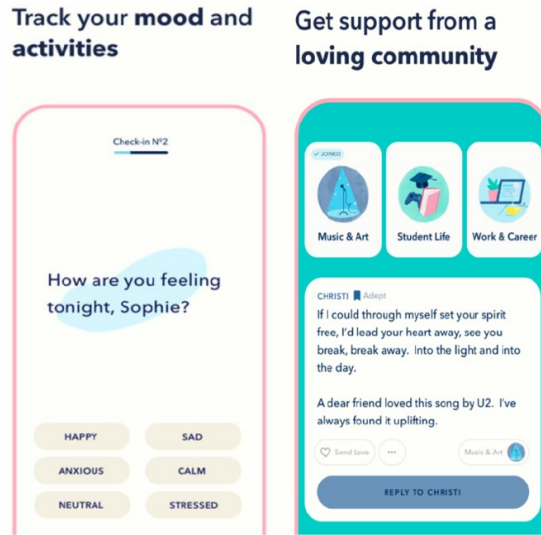 Track your mood and
activities
Check-in Nº2
How are you feeling
tonight, Sophie?
HAPPY
SAD
ANXIOUS
CALM
NEUTRAL
STRESSED
Get support from a
loving community
✓ JOINED
Music & Art
Student Life
Work & Career
CHRISTI Adept
If I could through myself set your spirit
free, I'd lead your heart away, see you
break, break away. Into the light and into
the day.
A dear friend loved this song by U2. I've
always found it uplifting.
Send Love
Music & Art
REPLY TO CHRISTI